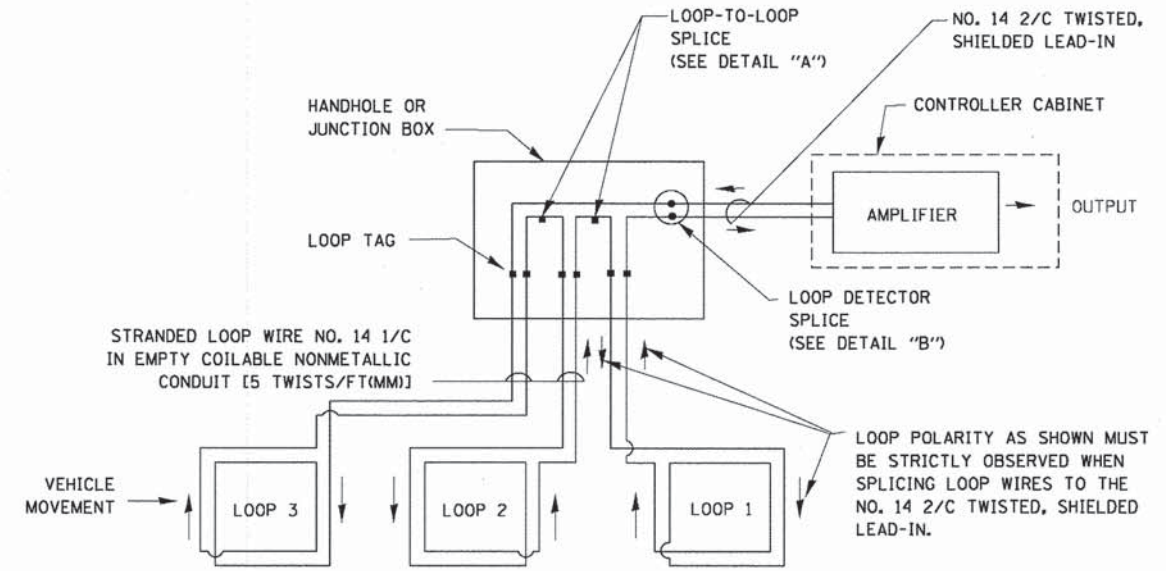 LOOP-TO-LOOP
SPLICE
(SEE DETAIL "A")
NO. 14 2/C TWISTED,
SHIELDED LEAD-IN
HANDHOLE OR
JUNCTION BOX
CONTROLLER CABINET
AMPLIFIER
OUTPUT
LOOP TAG
LOOP DETECTOR
SPLICE
(SEE DETAIL "B")
STRANDED LOOP WIRE NO. 14 1/C
IN EMPTY COILABLE NONMETALLIC
CONDUIT [5 TWISTS/FT(MM)]
VEHICLE
MOVEMENT
LOOP 3
LOOP 2
LOOP 1
LOOP POLARITY AS SHOWN MUST
BE STRICTLY OBSERVED WHEN
SPLICING LOOP WIRES TO THE
NO. 14 2/C TWISTED, SHIELDED
LEAD-IN.